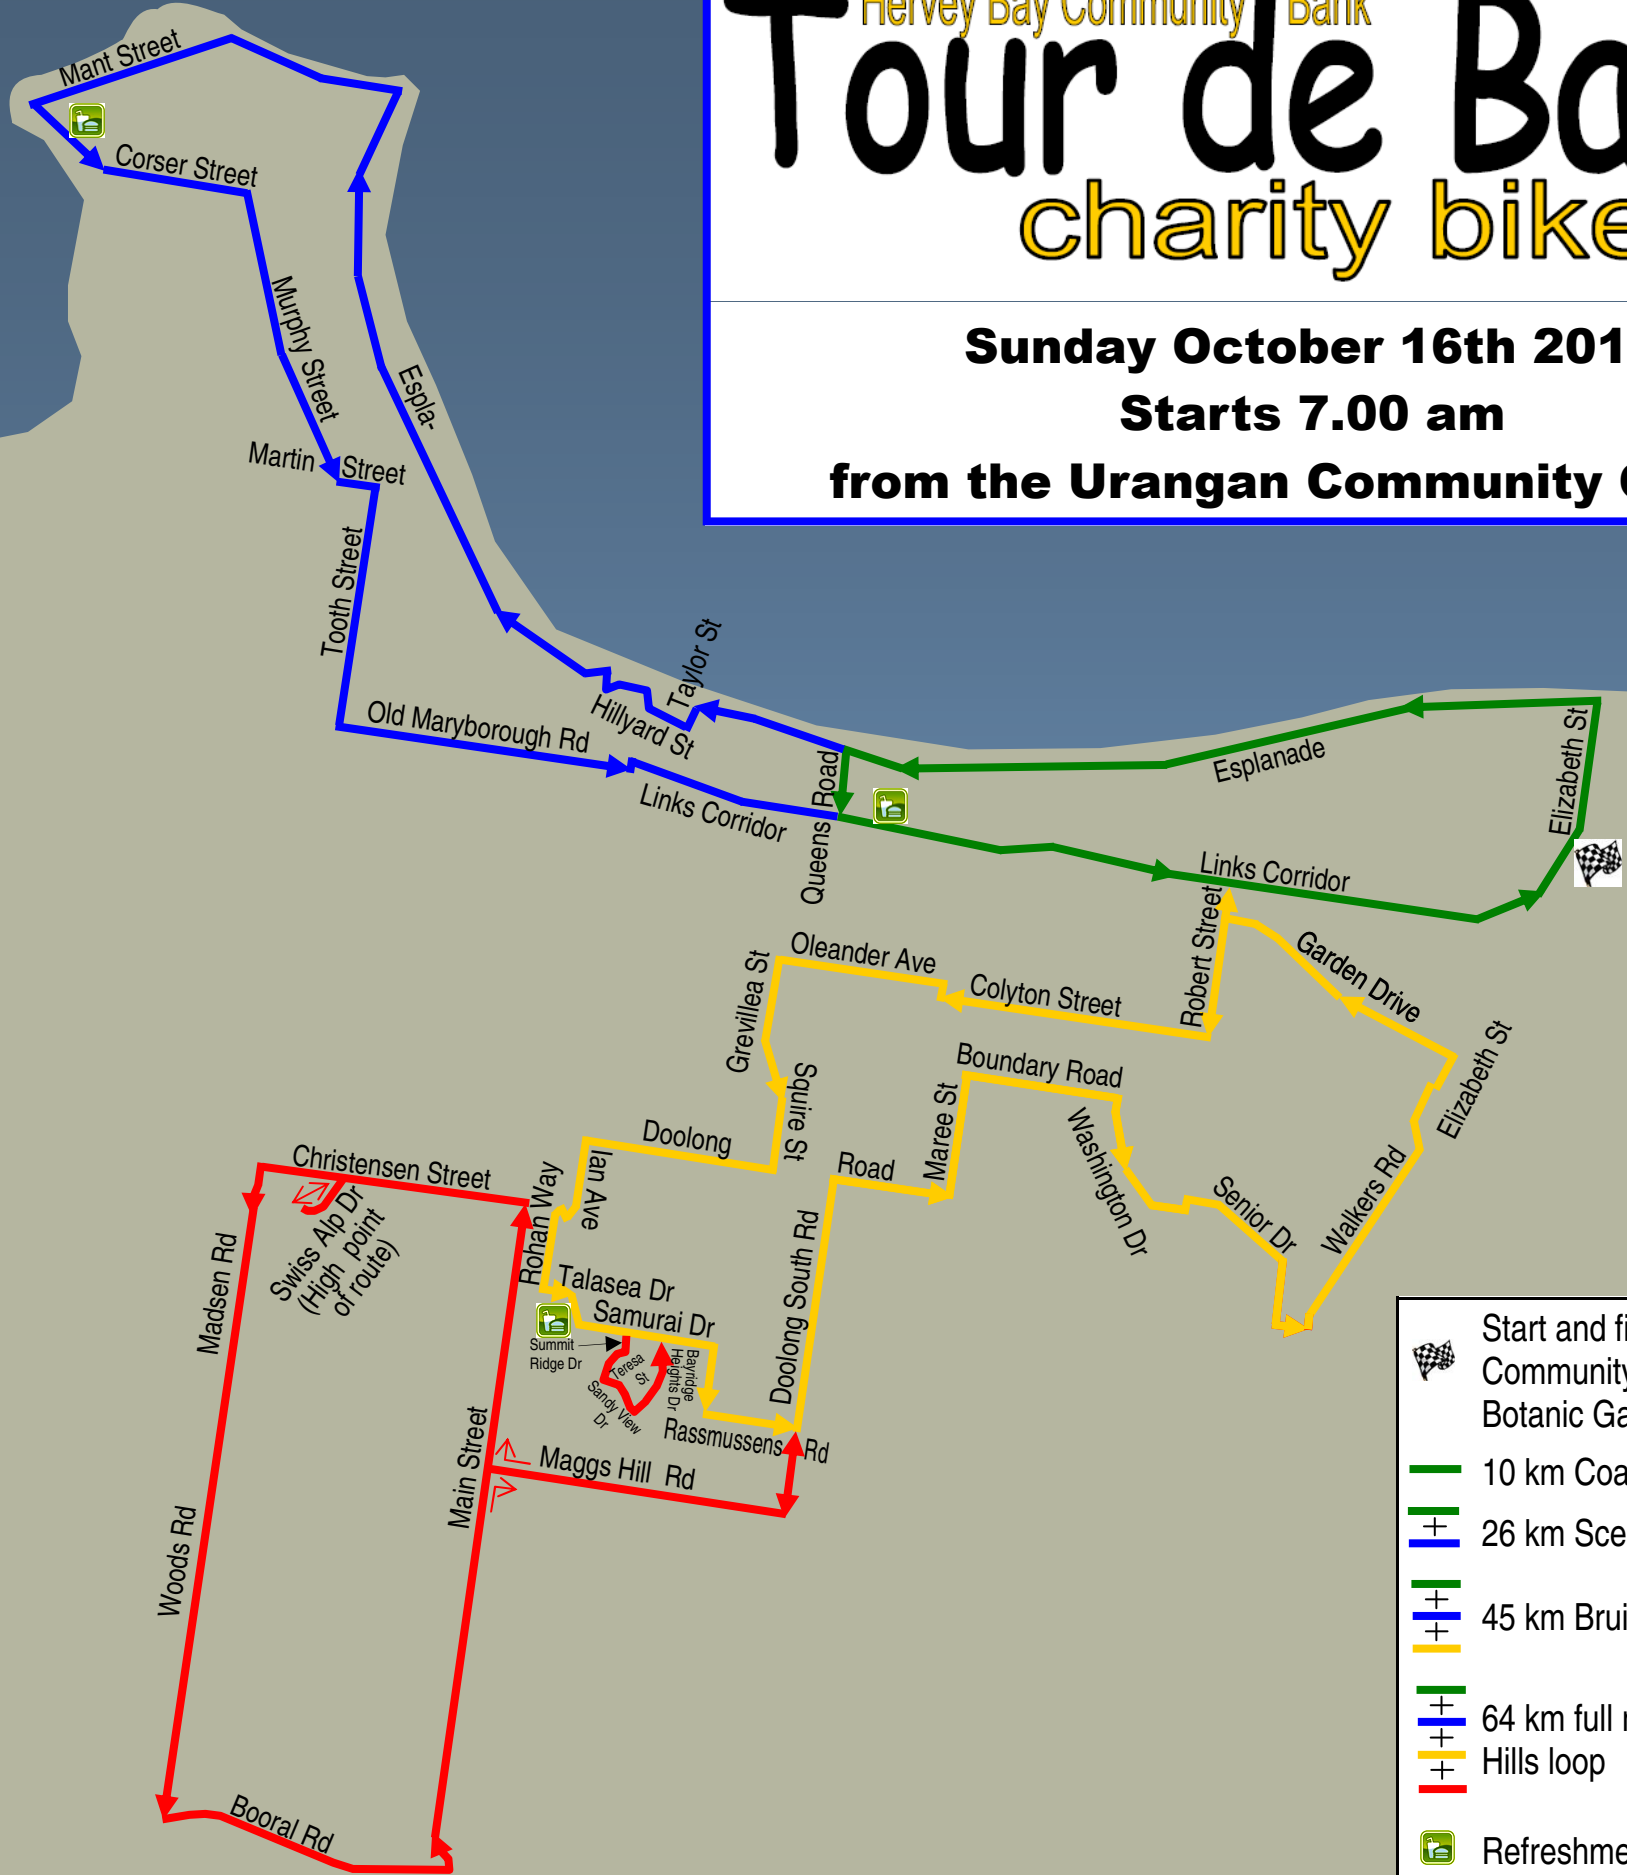 Hervey Bay Community Bank
Tour de Ba
charity bike
Sunday October 16th 201
Starts 7.00 am
from the Urangan Community C
Mant Street
Corser Street
Murphy Street
Espla-
Martin Street
Tooth Street
Taylor St
Hillyard St
Old Maryborough Rd
Links Corridor
Queens Road
Esplanade
Elizabeth St
Links Corridor
Robert Street
Garden Drive
Oleander Ave
Colyton Street
Grevillea St
Squire St
Elizabeth St
Boundary Road
Maree St
Washington Dr
Senior Dr
Walkers Rd
Doolong
Road
Ian Ave
Rohan Way
Christensen Street
Swiss Alp Dr
(High point
of route)
Madsen Rd
Talasea Dr
Samurai Dr
Summit
Ridge Dr
Teresa
St
Sandy View
Dr
Bayridge
Heights Dr
Doolong South Rd
Rassmussens Rd
Maggs Hill Rd
Main Street
Woods Rd
Booral Rd
Start and fi
Community
Botanic Ga
10 km Coa
26 km Sce
+
45 km Brui
+
+
64 km full r
Hills loop
+
+
+
Refreshme